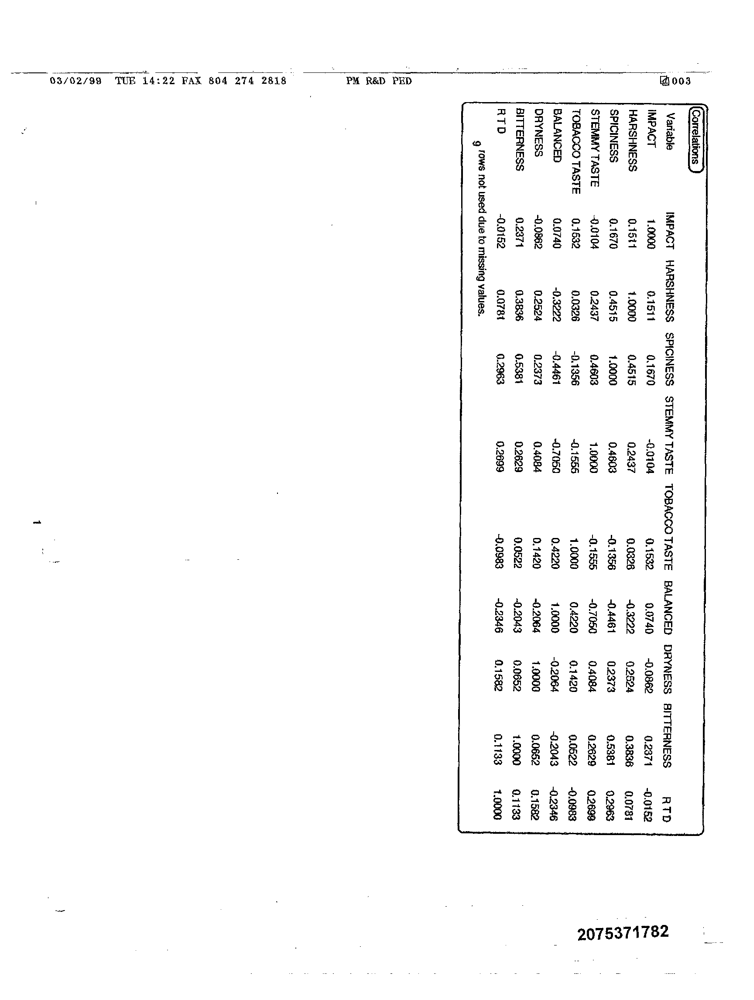 03/02/99 TUE 14:22 FAX 804 274 2818 PM R&D PED 003
Correlations
Variable IMPACT HARSHNESS SPICINESS STEMMY TASTE TOBACCO TASTE BALANCED DRYNESS BITTERNESS R T D
IMPACT 1.0000 0.1511 0.1670 -0.0104 0.1532 0.0740 -0.0862 0.2371 -0.0152
HARSHNESS 0.1511 1.0000 0.4515 0.2437 0.0326 -0.3222 0.2524 0.3836 0.0781
SPICINESS 0.1670 0.4515 1.0000 0.4603 -0.1356 -0.4461 0.2373 0.5381 0.2963
STEMMY TASTE -0.0104 0.2437 0.4603 1.0000 -0.1555 -0.7050 0.4084 0.2629 0.2699
TOBACCO TASTE 0.1532 0.0326 -0.1356 -0.1555 1.0000 0.4220 0.1420 0.0522 -0.0983
BALANCED 0.0740 -0.3222 -0.4461 -0.7050 0.4220 1.0000 -0.2064 -0.2043 -0.2346
DRYNESS -0.0862 0.2524 0.2373 0.4084 0.1420 -0.2064 1.0000 0.0652 0.1582
BITTERNESS 0.2371 0.3836 0.5381 0.2629 0.0522 -0.2043 0.0652 1.0000 0.1133
R T D -0.0152 0.0781 0.2963 0.2699 -0.0983 -0.2346 0.1582 0.1133 1.0000
9 rows not used due to missing values.
1
2075371782